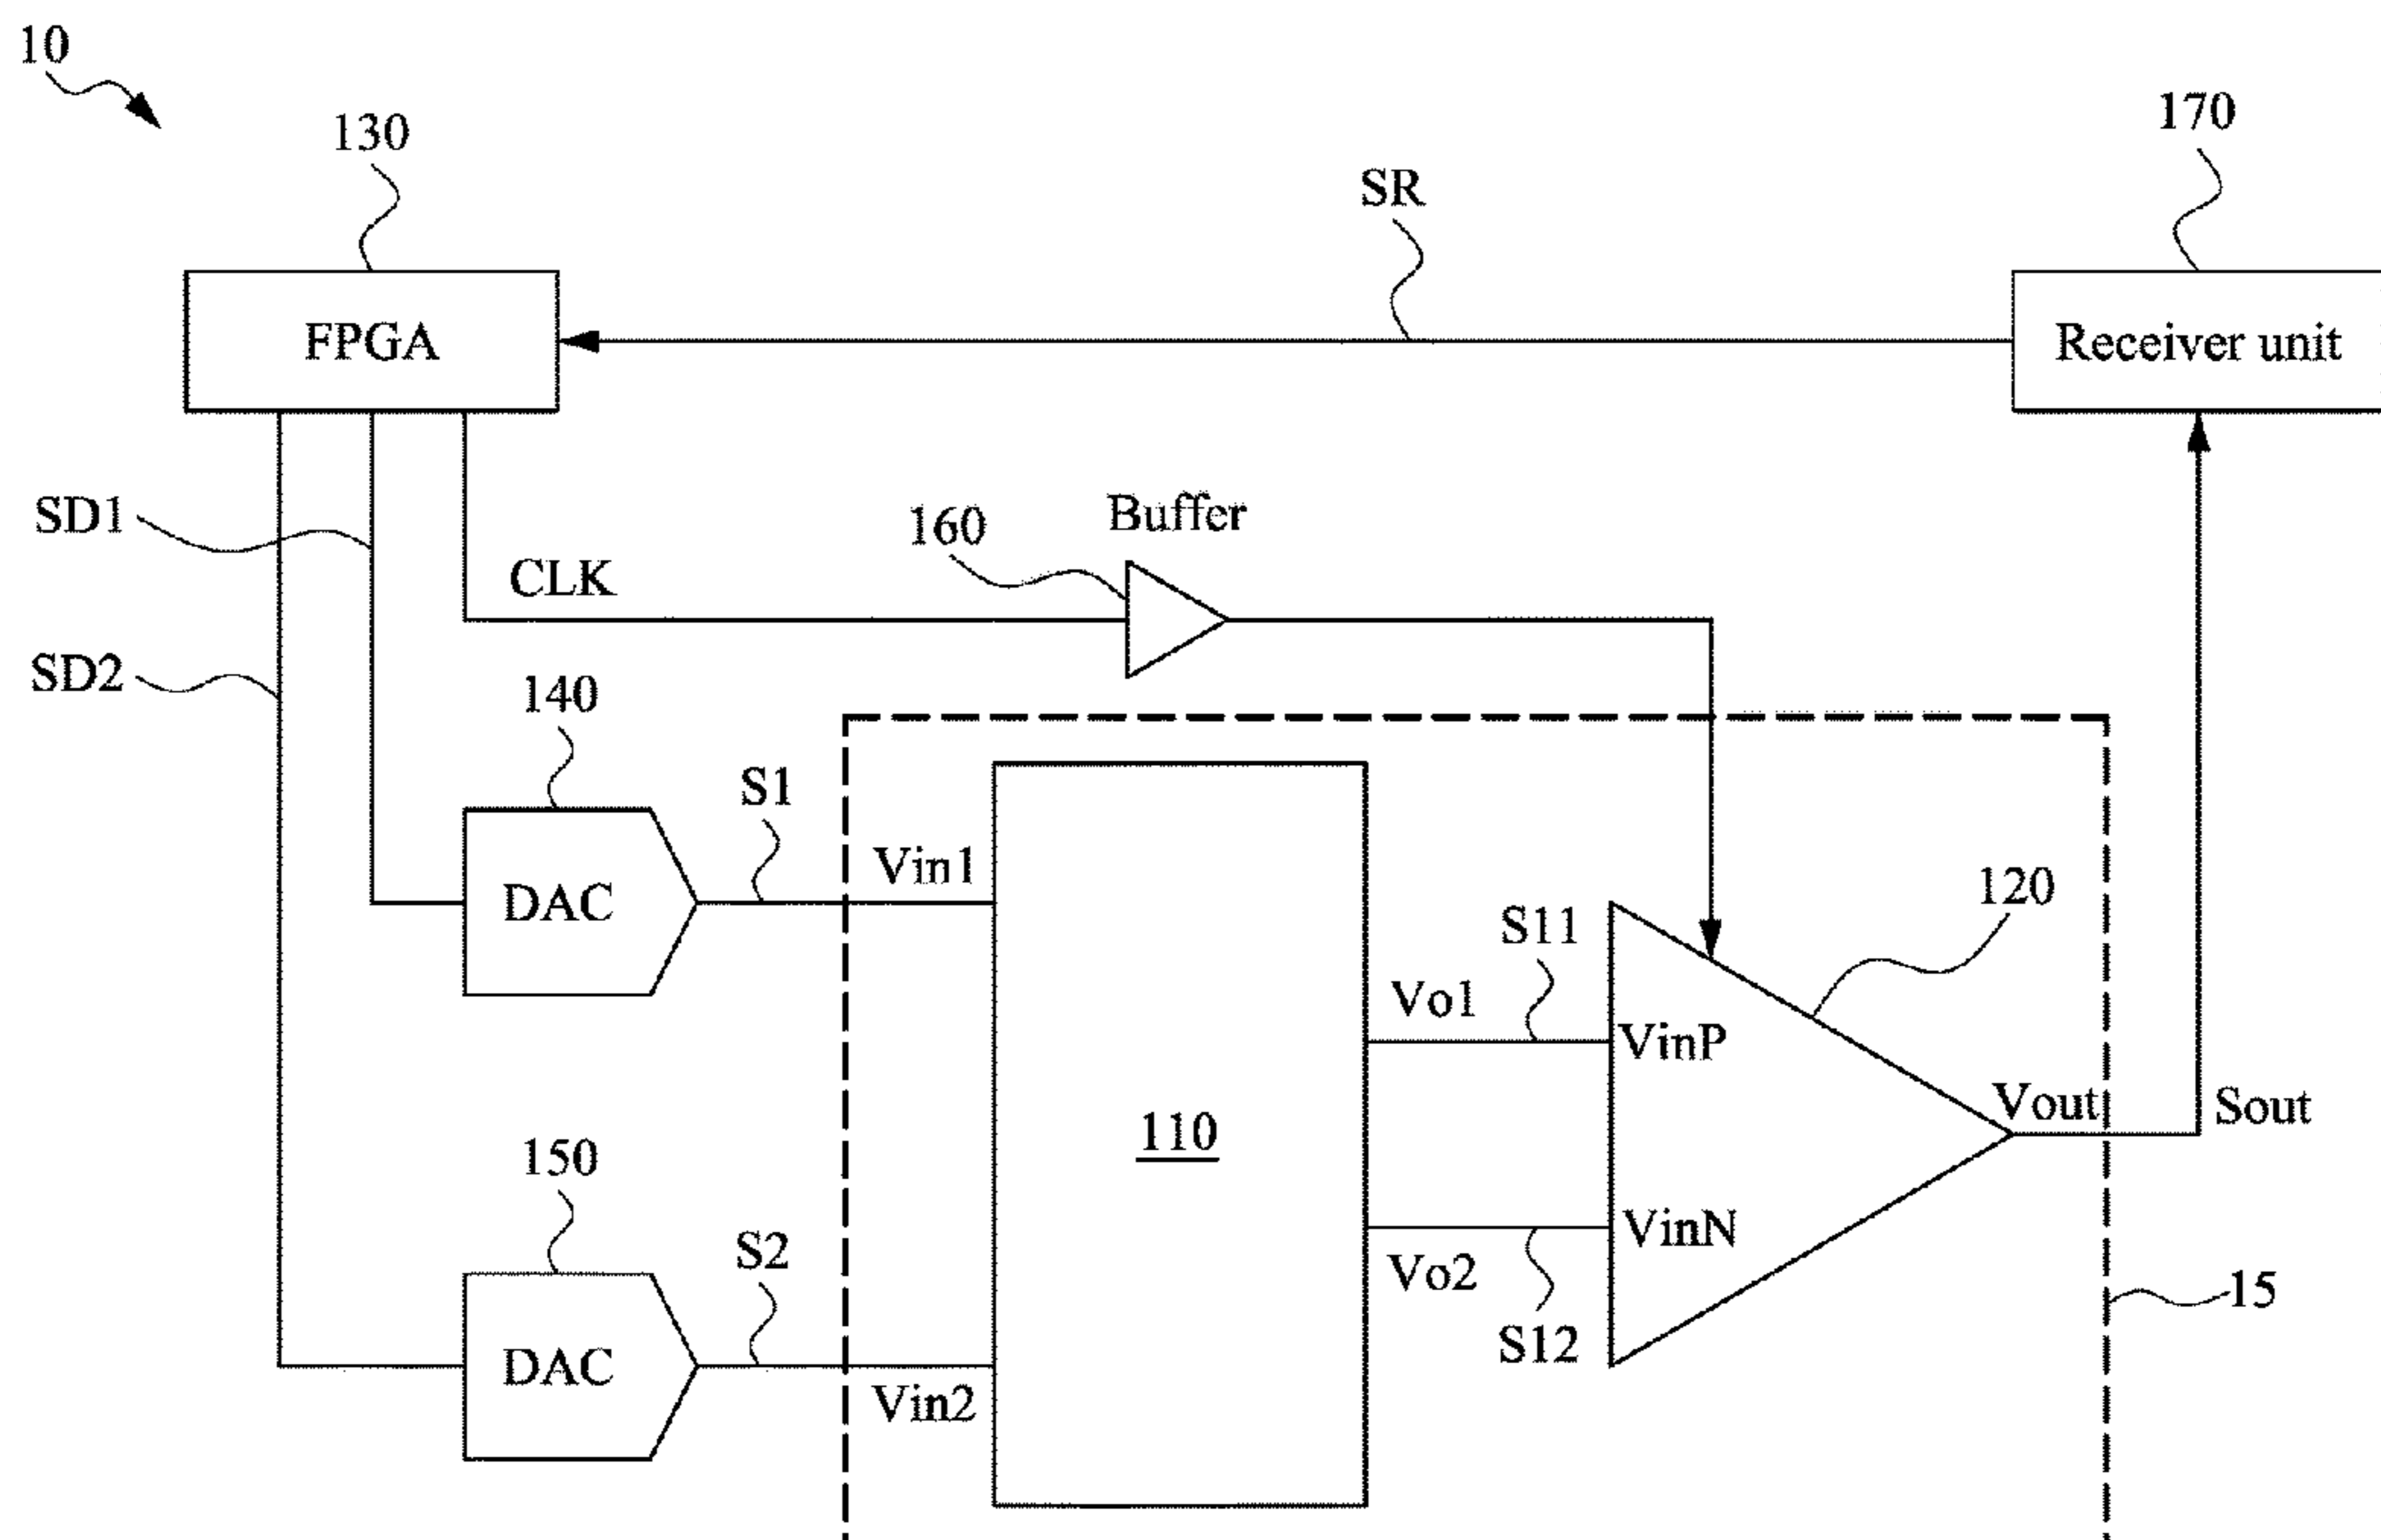 10
130
170
SR
FPGA
Receiver unit
SD1
160
Buffer
CLK
SD2
140
S1
Vin1
DAC
120
S11
Vo1
VinP
Vout
Sout
110
150
S2
VinN
Vo2
15
S12
DAC
Vin2